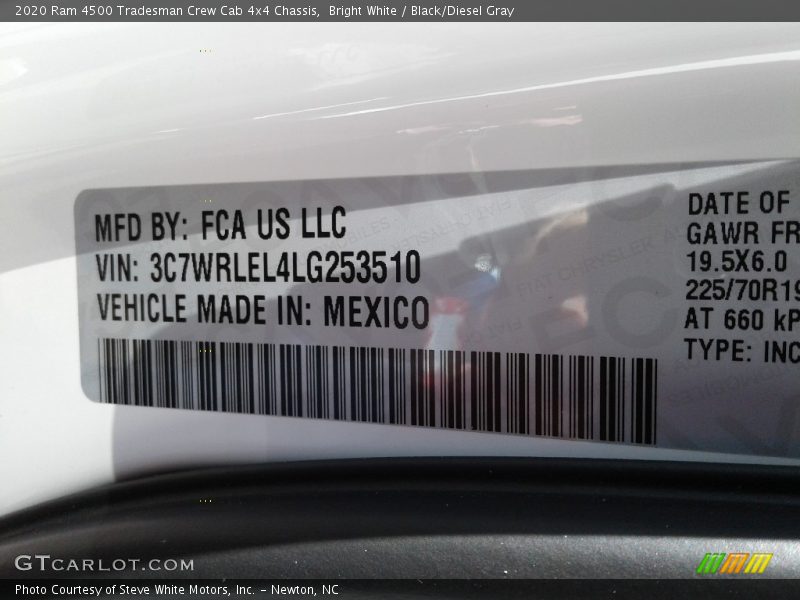 2020 Ram 4500 Tradesman Crew Cab 4x4 Chassis, Bright White / Black/Diesel Gray
MFD BY: FCA US LLC
VIN: 3C7WRLEL4LG253510
VEHICLE MADE IN: MEXICO
DATE OF
GAWR FR
19.5X6.0
225/70R19
AT 660 kP
TYPE: INC
GTCARLOT.COM
Photo Courtesy of Steve White Motors, Inc. – Newton, NC